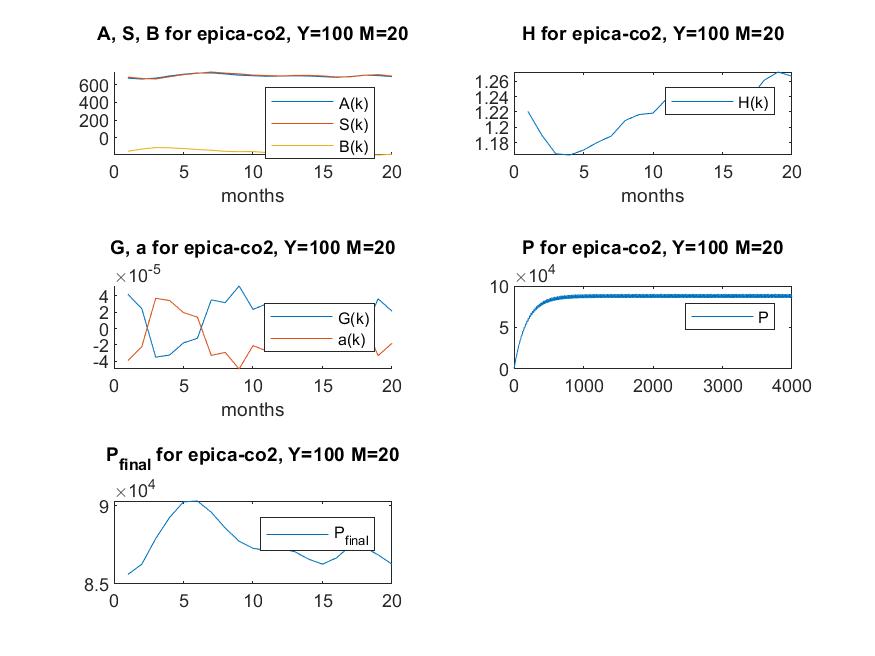 A, S, B for epica-co2, Y=100 M=20
600
400
200
0
A(k)
S(k)
B(k)
0 5 10 15 20
months
H for epica-co2, Y=100 M=20
1.26
1.24
1.22
1.2
1.18
H(k)
0 5 10 15 20
months
G, a for epica-co2, Y=100 M=20
×10-5
4
2
0
-2
-4
G(k)
a(k)
0 5 10 15 20
months
P for epica-co2, Y=100 M=20
×104
10
5
0
P
0 1000 2000 3000 4000
Pfinal for epica-co2, Y=100 M=20
×104
9
8.5
Pfinal
0 5 10 15 20